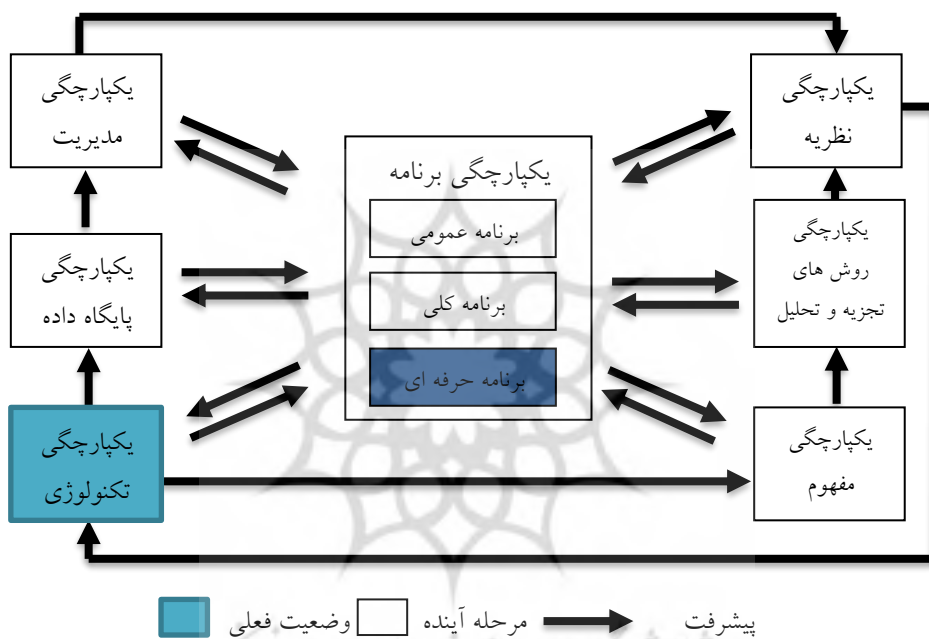 یکپارچگی
نظریه
یکپارچگی
مدیریت
یکپارچگی برنامه
برنامه عمومی
برنامه کلی
برنامه حرفه ای
یکپارچگی
روش های
تجزیه و تحلیل
یکپارچگی
پایگاه داده
یکپارچگی
مفهوم
یکپارچگی
تکنولوژی
پیشرفت
مرحله آینده
وضعیت فعلی